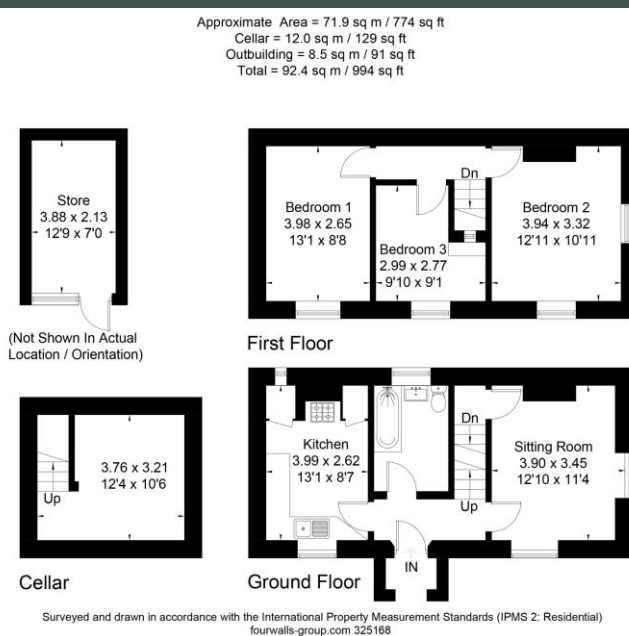 Approximate Area = 71.9 sq m / 774 sq ft
Cellar = 12.0 sq m / 129 sq ft
Outbuilding = 8.5 sq m / 91 sq ft
Total = 92.4 sq m / 994 sq ft
Store
3.88 x 2.13
12'9 x 7'0
(Not Shown In Actual
Location / Orientation)
Bedroom 1
3.98 x 2.65
13'1 x 8'8
Bedroom 3
2.99 x 2.77
9'10 x 9'1
Dn
Bedroom 2
3.94 x 3.32
12'11 x 10'11
First Floor
3.76 x 3.21
12'4 x 10'6
Up
Cellar
Kitchen
3.99 x 2.62
13'1 x 8'7
Dn
Up
Sitting Room
3.90 x 3.45
12'10 x 11'4
IN
Ground Floor
Surveyed and drawn in accordance with the International Property Measurement Standards (IPMS 2: Residential)
fourwalls-group.com 325168